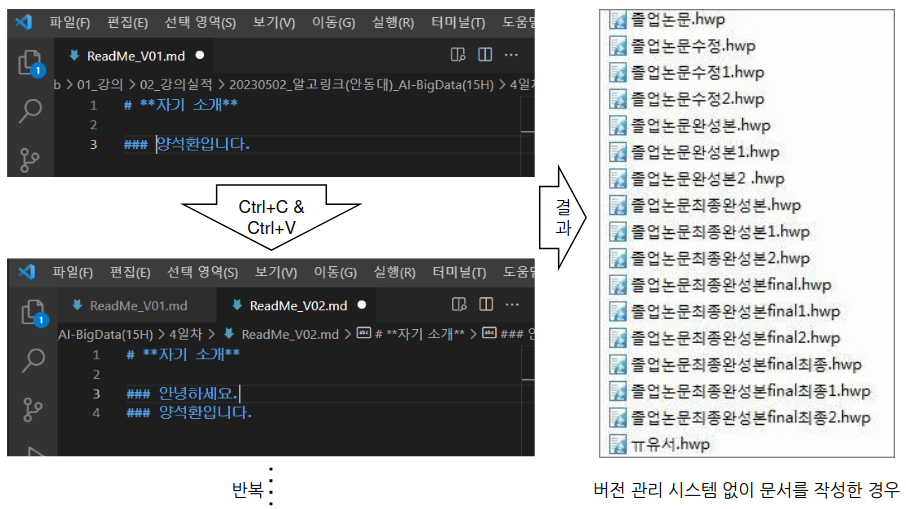 파일(F) 편집(E) 선택 영역(S) 보기(V) 이동(G) 실행(R) 터미널(T) 도움말
ReadMe_V01.md
b > 01_강의 > 02_강의실적 > 20230502_알고링크(안동대)_AI-BigData(15H) > 4일차
1 # **자기 소개**
2
3 ### 양석환입니다.
1
Ctrl+C &
Ctrl+V
파일(F) 편집(E) 선택 영역(S) 보기(V) 이동(G) 실행(R) 터미널(T)
ReadMe_V01.md ReadMe_V02.md
AI-BigData(15H) > 4일차 > ReadMe_V02.md > # **자기 소개** > ###
1 # **자기 소개**
2
3 ### 안녕하세요.
4 ### 양석환입니다.
1
반복
결과
졸업논문.hwp
졸업논문수정.hwp
졸업논문수정1.hwp
졸업논문수정2.hwp
졸업논문완성본.hwp
졸업논문완성본1.hwp
졸업논문완성본2 .hwp
졸업논문최종완성본.hwp
졸업논문최종완성본1.hwp
졸업논문최종완성본2.hwp
졸업논문최종완성본final.hwp
졸업논문최종완성본final1.hwp
졸업논문최종완성본final2.hwp
졸업논문최종완성본final최종.hwp
졸업논문최종완성본final최종1.hwp
졸업논문최종완성본final최종2.hwp
ㅠ유서.hwp
버전 관리 시스템 없이 문서를 작성한 경우